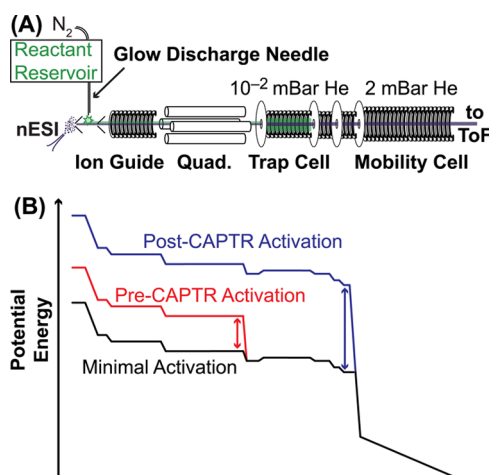 (A)
N2
Reactant
Reservoir
Glow Discharge Needle
10−2 mBar He
2 mBar He
nESI
to
ToF
Ion Guide
Quad.
Trap Cell
Mobility Cell
(B)
Post-CAPTR Activation
Pre-CAPTR Activation
Minimal Activation
Potential
Energy